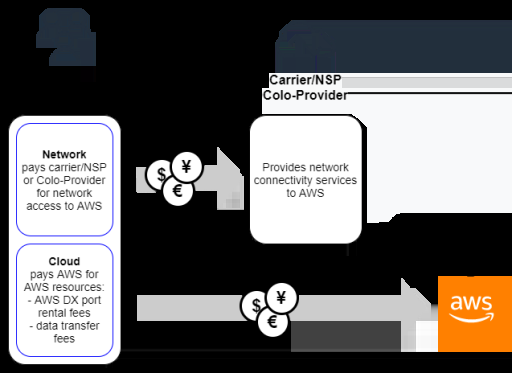 Carrier/NSP
Colo-Provider
Network
pays carrier/NSP
or Colo-Provider
for network
access to AWS
$
¥
€
Provides network
connectivity services
to AWS
Cloud
pays AWS for
AWS resources:
- AWS DX port
rental fees
- data transfer
fees
$
¥
€
aws